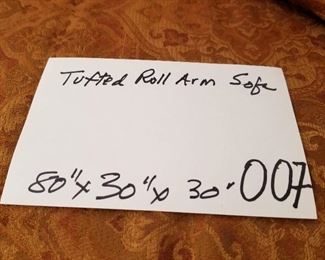 Tufted Roll Arm Sofa
80"x 30"x 30" 007